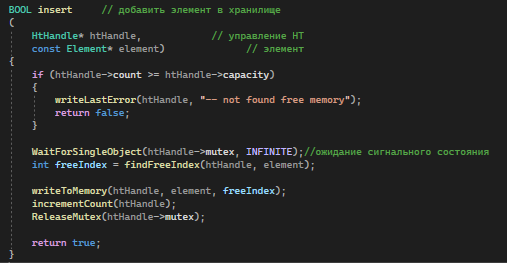 BOOL insert    // добавить элемент в хранилище
(
    HtHandle* htHandle,          // управление HT
    const Element* element)           // элемент
{
    if (htHandle->count >= htHandle->capacity)
    {
        writeLastError(htHandle, "-- not found free memory");
        return false;
    }
    WaitForSingleObject(htHandle->mutex, INFINITE);//ожидание сигнального состояния
    int freeIndex = findFreeIndex(htHandle, element);
    writeToMemory(htHandle, element, freeIndex);
    incrementCount(htHandle);
    ReleaseMutex(htHandle->mutex);
    return true;
}